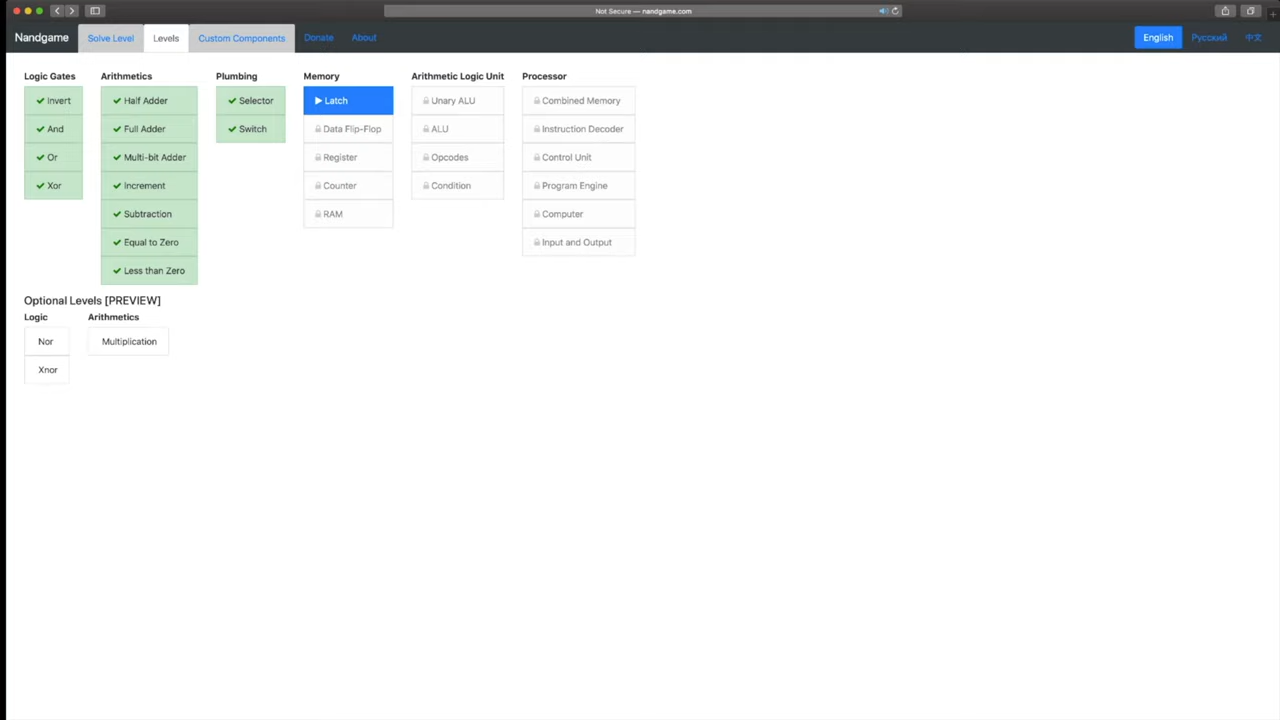 Not Secure — nandgame.com
Nandgame
Solve Level
Levels
Custom Components
Donate
About
English
Русский
中文
Logic Gates
Invert
And
Or
Xor
Arithmetics
Half Adder
Full Adder
Multi-bit Adder
Increment
Subtraction
Equal to Zero
Less than Zero
Plumbing
Selector
Switch
Memory
Latch
Data Flip-Flop
Register
Counter
RAM
Arithmetic Logic Unit
Unary ALU
ALU
Opcodes
Condition
Processor
Combined Memory
Instruction Decoder
Control Unit
Program Engine
Computer
Input and Output
Optional Levels [PREVIEW]
Logic
Nor
Xnor
Arithmetics
Multiplication